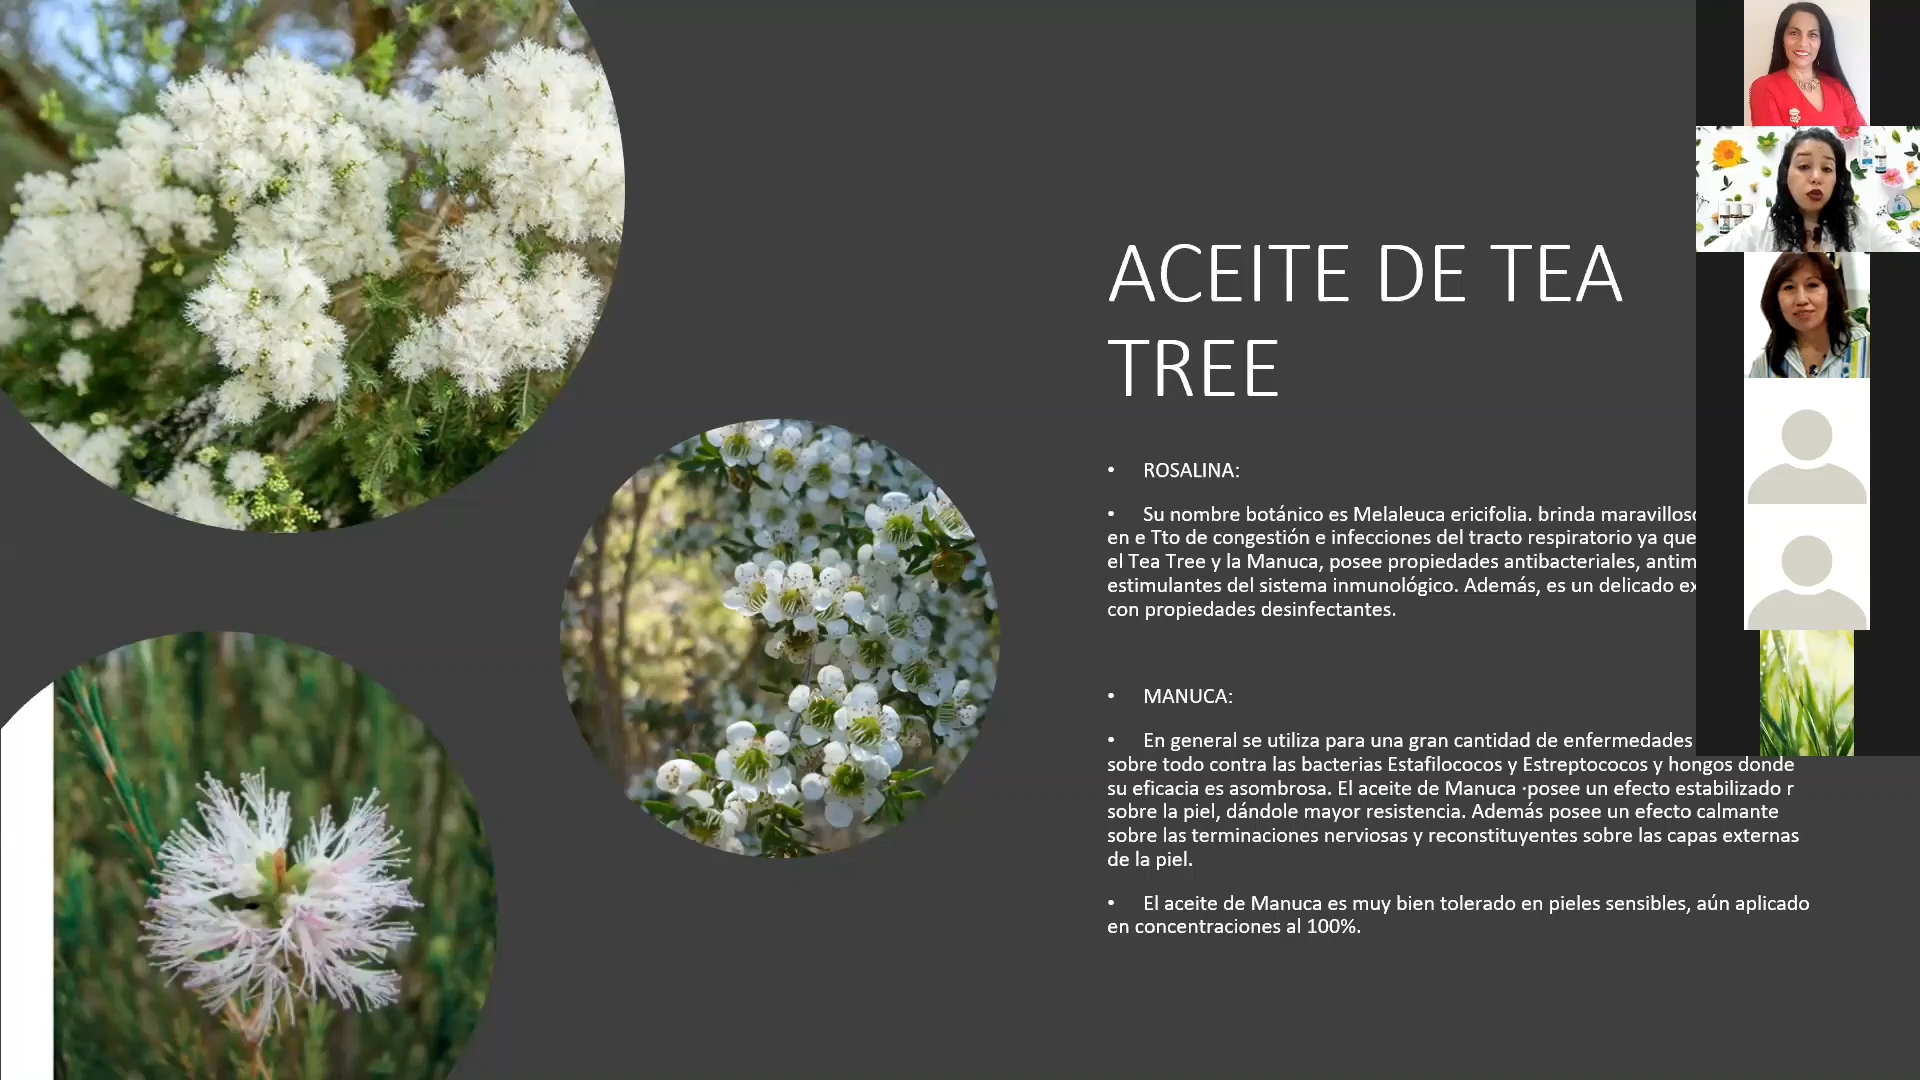 ACEITE DE TEA
TREE
• ROSALINA:
• Su nombre botánico es Melaleuca ericifolia. brinda
en e Tto de congestión e infecciones del tracto respiratorio ya que
el Tea Tree y la Manuca, posee propiedades antibacteriales,
estimulantes del sistema inmunológico. Además, es un delicado
con propiedades desinfectantes.
• MANUCA:
• En general se utiliza para una gran cantidad de enfermedades
sobre todo contra las bacterias Estafilococos y Estreptococos y hongos donde
su eficacia es asombrosa. El aceite de Manuca ·posee un efecto estabilizado r
sobre la piel, dándole mayor resistencia. Además posee un efecto calmante
sobre las terminaciones nerviosas y reconstituyentes sobre las capas externas
de la piel.
• El aceite de Manuca es muy bien tolerado en pieles sensibles, aún aplicado
en concentraciones al 100%.